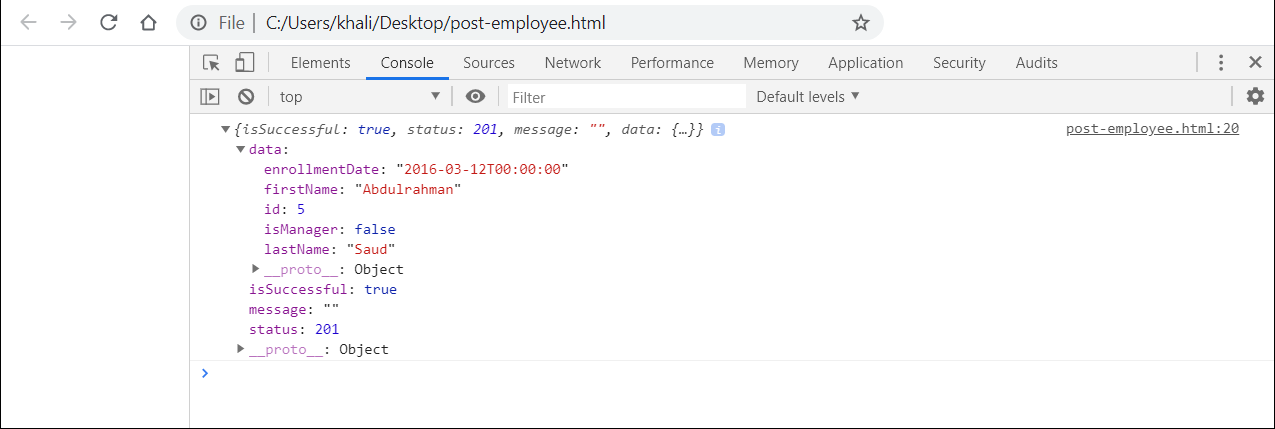 File | C:/Users/khali/Desktop/post-employee.html
Elements Console Sources Network Performance Memory Application Security Audits
top Filter Default levels
{isSuccessful: true, status: 201, message: "", data: {…}} i post-employee.html:20
data:
enrollmentDate: "2016-03-12T00:00:00"
firstName: "Abdulrahman"
id: 5
isManager: false
lastName: "Saud"
__proto__: Object
isSuccessful: true
message: ""
status: 201
__proto__: Object